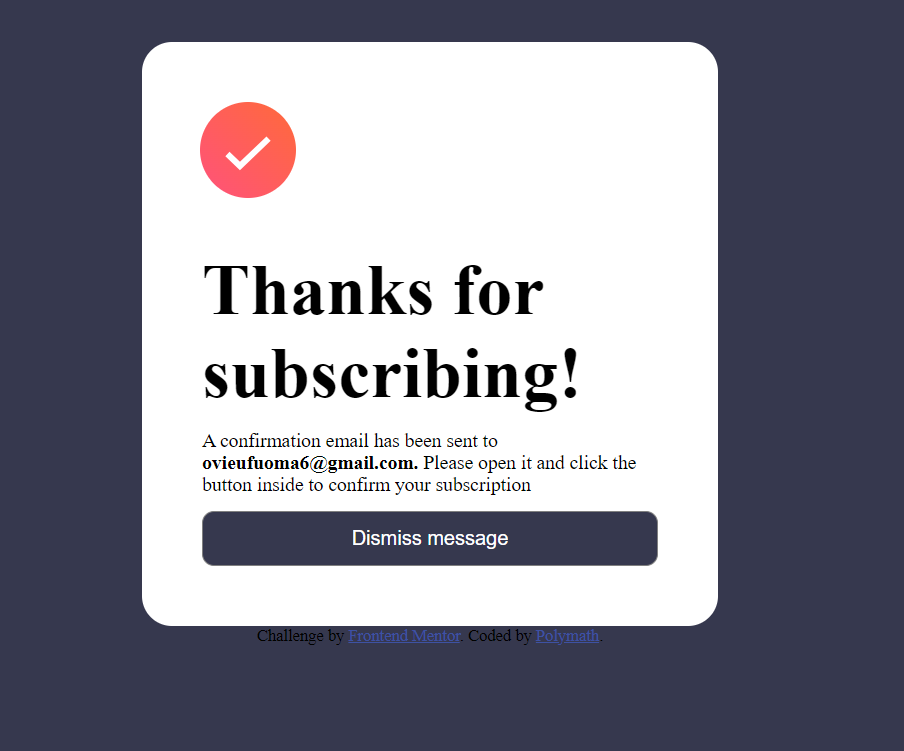 Thanks for
subscribing!
A confirmation email has been sent to
ovieufuoma6@gmail.com. Please open it and click the
button inside to confirm your subscription
Dismiss message
Challenge by Frontend Mentor. Coded by Polymath.